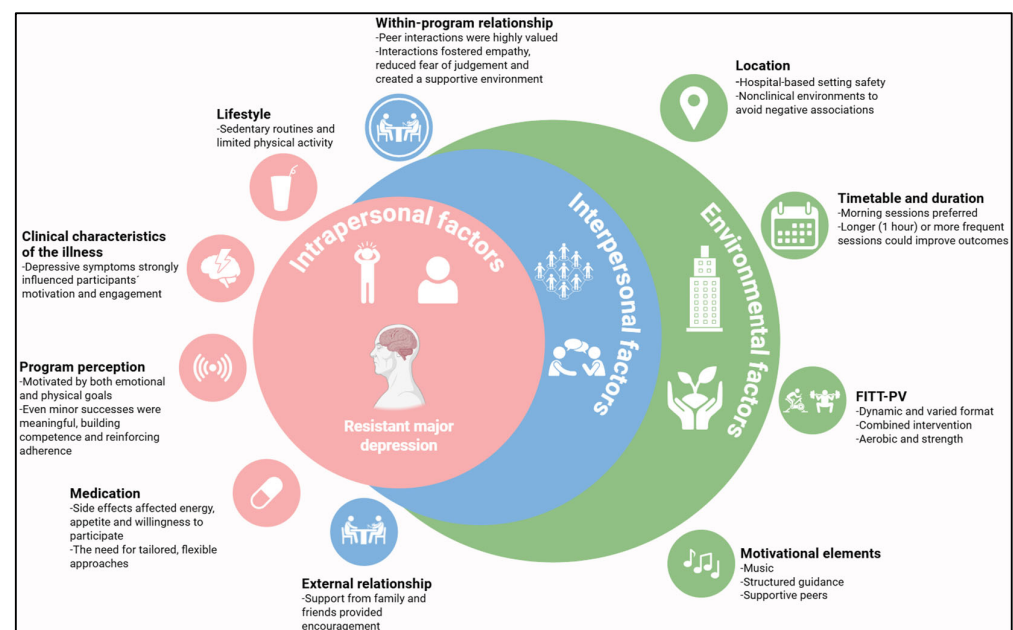 Within-program relationship
-Peer interactions were highly valued
-Interactions fostered empathy,
reduced fear of judgement and
created a supportive environment
Location
-Hospital-based setting safety
-Nonclinical environments to
avoid negative associations
Lifestyle
-Sedentary routines and
limited physical activity
Timetable and duration
-Morning sessions preferred
-Longer (1 hour) or more frequent
sessions could improve outcomes
Clinical characteristics
of the illness
-Depressive symptoms strongly
influenced participants´
motivation and engagement
Intrapersonal factors
Interpersonal factors
Environmental factors
Resistant major
depression
Program perception
-Motivated by both emotional
and physical goals
-Even minor successes were
meaningful, building
competence and reinforcing
adherence
FITT-PV
-Dynamic and varied format
-Combined intervention
-Aerobic and strength
Medication
-Side effects affected energy,
appetite and willingness to
participate
-The need for tailored, flexible
approaches
Motivational elements
-Music
-Structured guidance
-Supportive peers
External relationship
-Support from family and
friends provided
encouragement